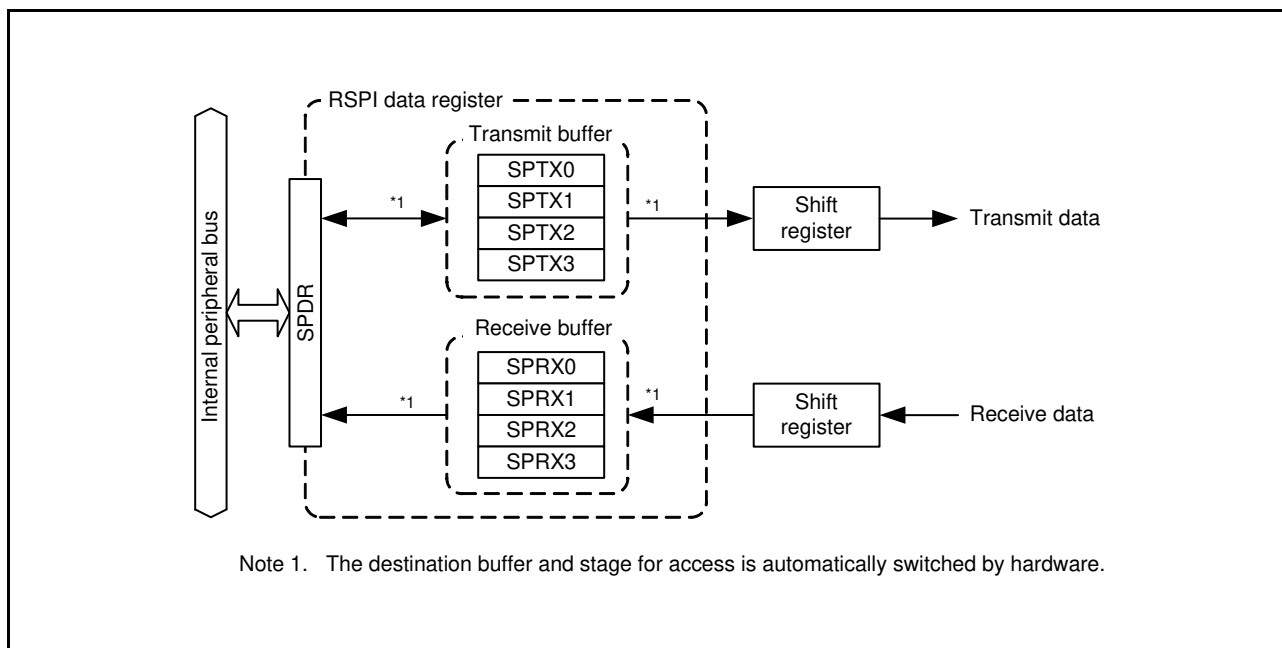 RSPI data register
Transmit buffer
SPTX0
SPTX1
SPTX2
SPTX3
*1
*1
Shift
register
Transmit data
Internal peripheral bus
SPDR
Receive buffer
SPRX0
SPRX1
SPRX2
SPRX3
*1
*1
Shift
register
Receive data
Note 1. The destination buffer and stage for access is automatically switched by hardware.